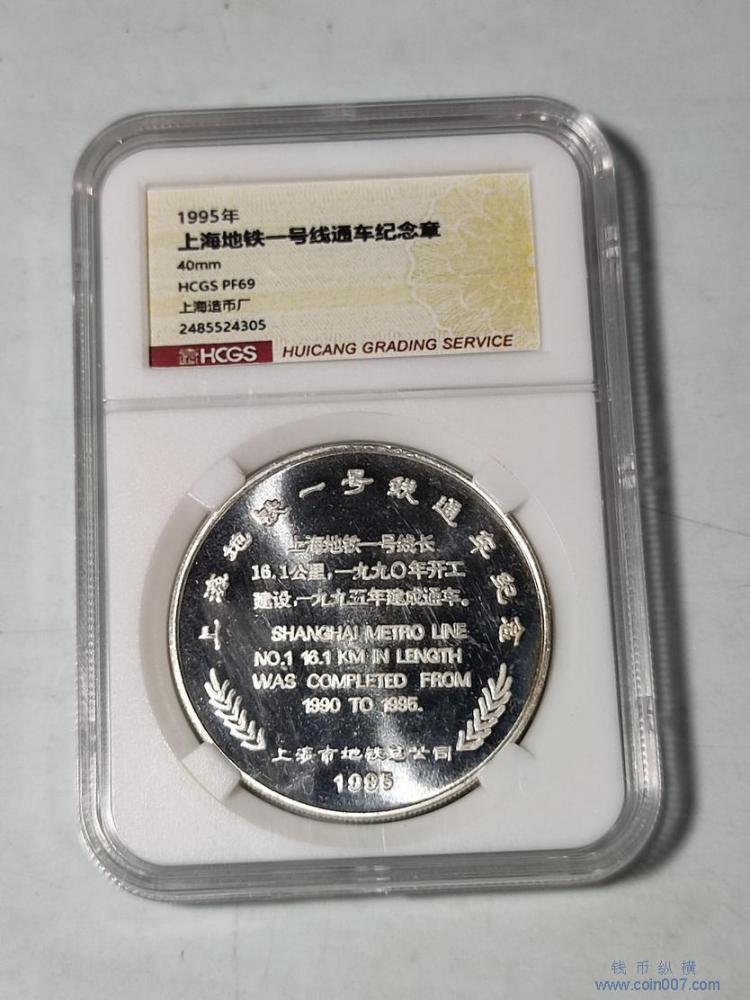 1995年
上海地铁一号线通车纪念章
40mm
HCGS PF69
上海造币厂
2485524305
HCGS HUICANG GRADING SERVICE
上海地铁一号线通车纪念
上海地铁一号线长
16.1公里,一九九〇年开工
建设,一九九五年建成通车。
SHANGHAI METRO LINE
NO.1 16.1 KM IN LENGTH
WAS COMPLETED FROM
1990 TO 1995.
上海市地铁总公司
1995
钱币纵横
www.coin007.com